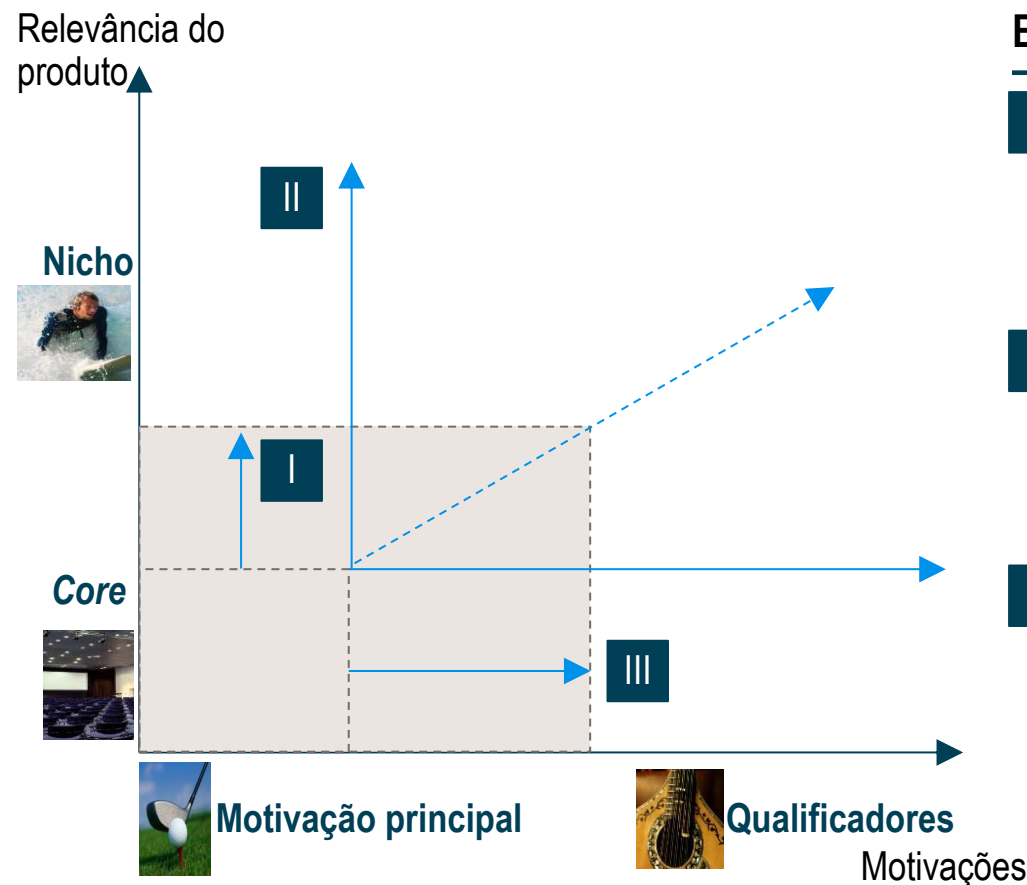 Relevância do
produto
II
Nicho
I
Core
III
Motivação principal
Qualificadores
Motivações